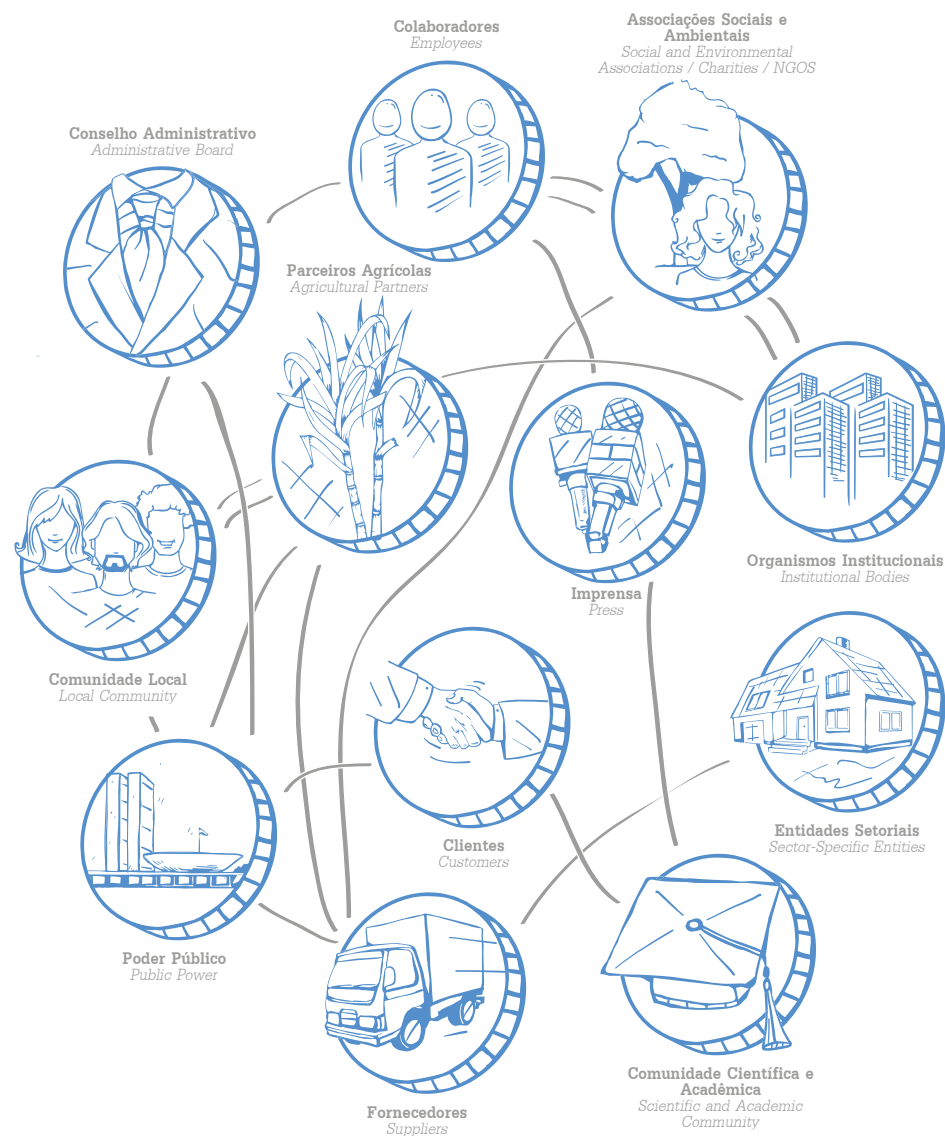 Colaboradores
Employees
Associações Sociais e
Ambientais
Social and Environmental
Associations / Charities / NGOS
Conselho Administrativo
Administrative Board
Parceiros Agrícolas
Agricultural Partners
Organismos Institucionais
Institutional Bodies
Imprensa
Press
Comunidade Local
Local Community
Entidades Setoriais
Sector-Specific Entities
Clientes
Customers
Poder Público
Public Power
Comunidade Científica e
Acadêmica
Scientific and Academic
Community
Fornecedores
Suppliers